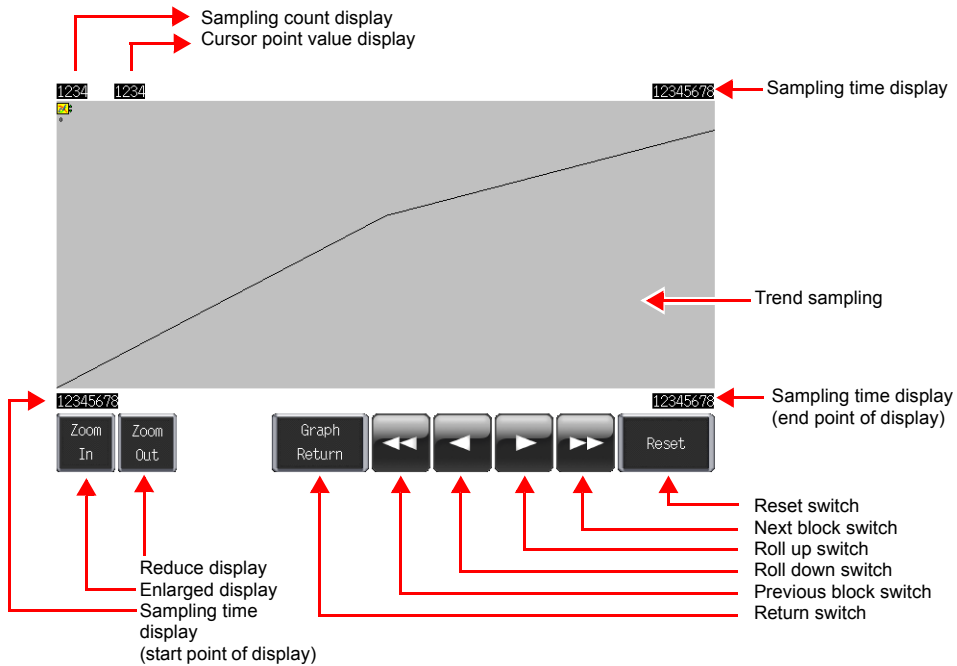 Sampling count display
Cursor point value display
1234 1234 12345678
Sampling time display
24
Trend sampling
12345678 12345678
Sampling time display
(end point of display)
Zoom
In
Zoom
Out
Graph
Return
Reset
Reset switch
Next block switch
Roll up switch
Roll down switch
Previous block switch
Return switch
Reduce display
Enlarged display
Sampling time
display
(start point of display)